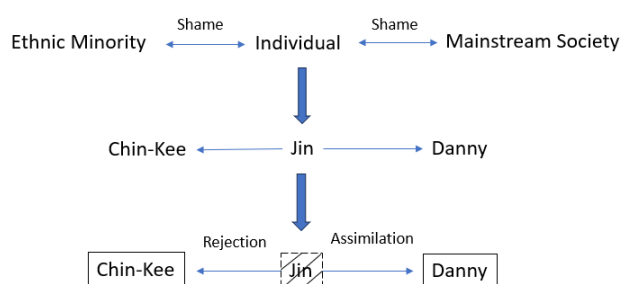 Shame Shame
Ethnic Minority Individual Mainstream Society
Chin-Kee Jin Danny
Rejection Assimilation
Chin-Kee Jin Danny